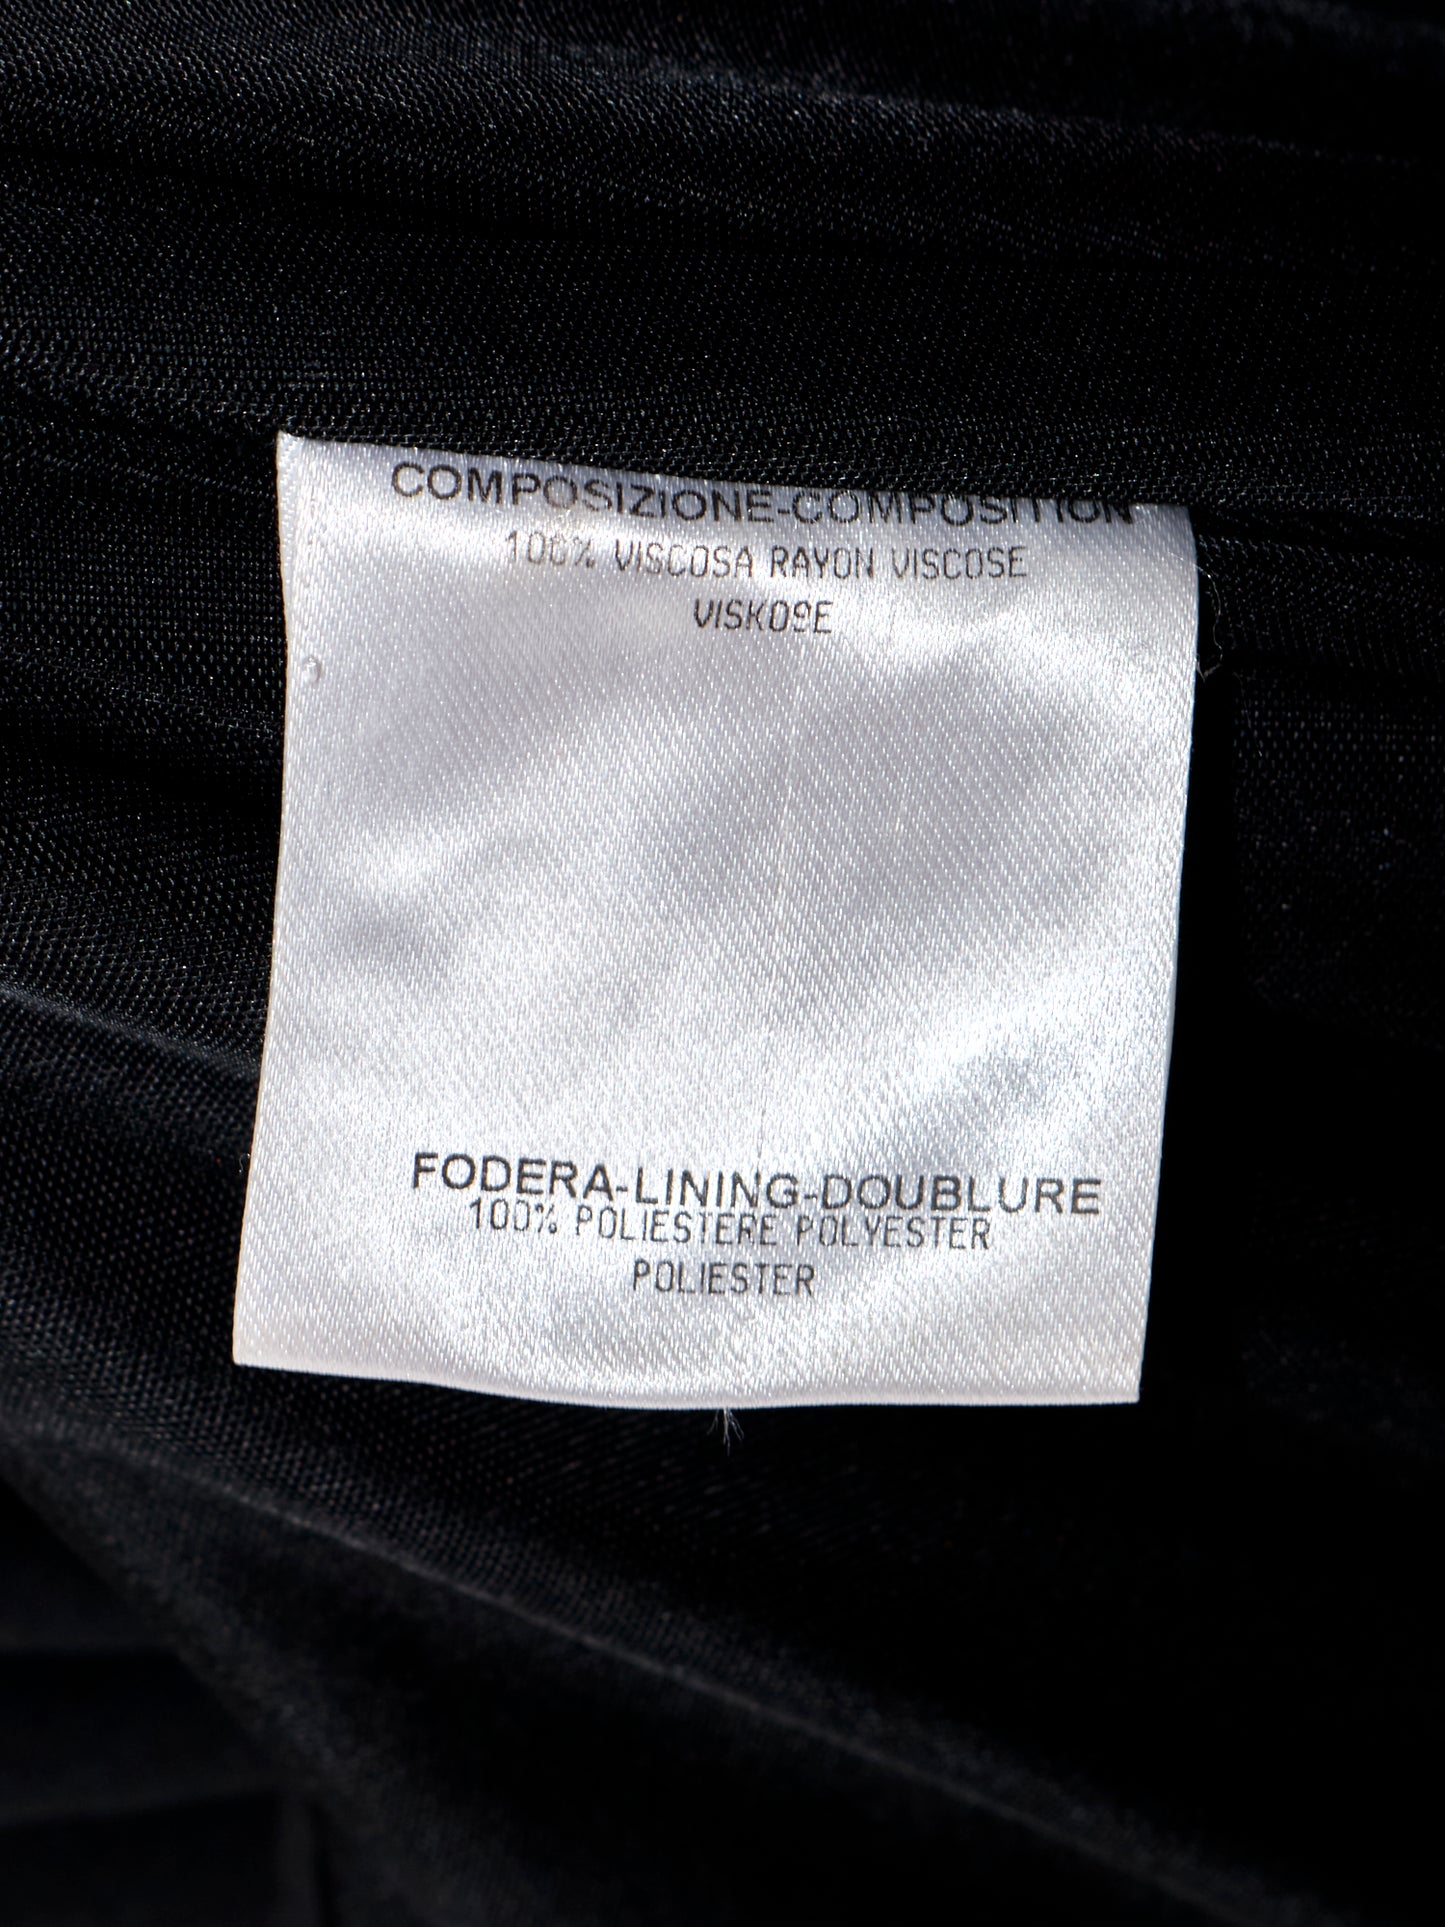 COMPOSIZIONE-COMPOSITION
100% VISCOSA RAYON VISCOSE
VISKOSE
FODERA-LINING-DOUBLURE
100% POLIESTERE POLYESTER
POLIESTER